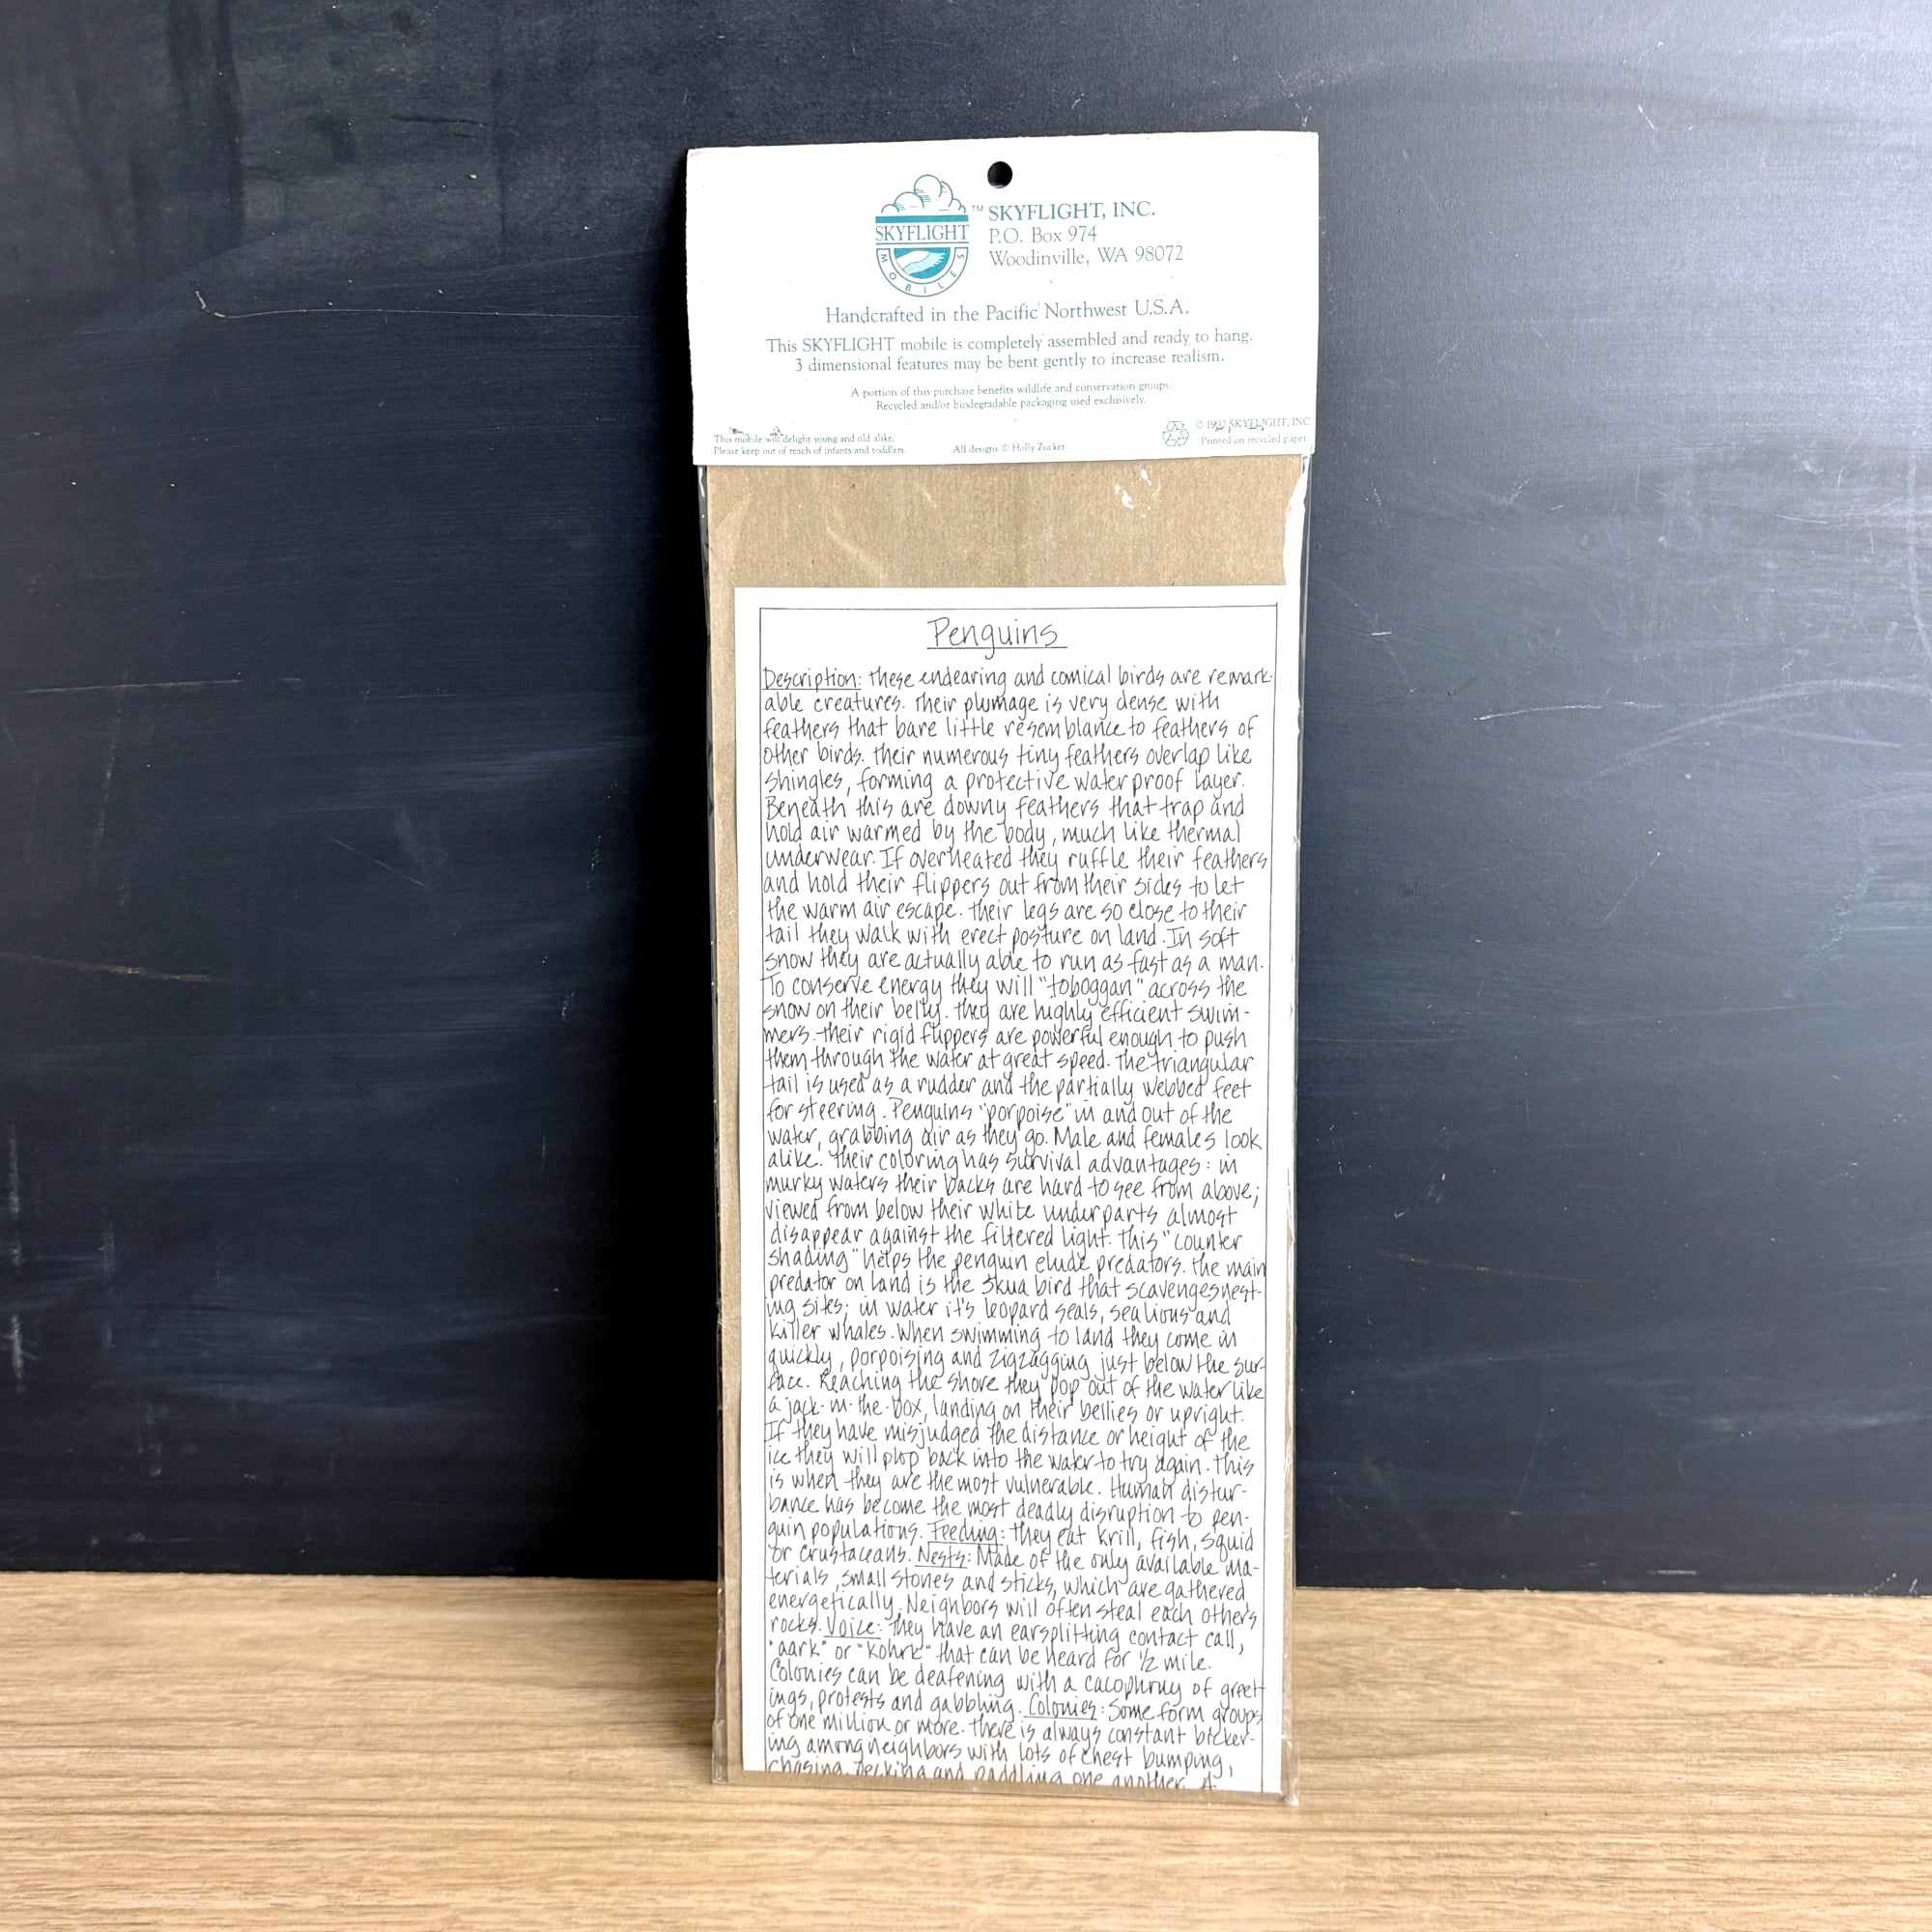 SKYFLIGHT
MOBILES
™ SKYFLIGHT, INC.
P.O. Box 974
Woodinville, WA 98072
Handcrafted in the Pacific Northwest U.S.A.
This SKYFLIGHT mobile is completely assembled and ready to hang.
3 dimensional features may be bent gently to increase realism.
A portion of this purchase benefits wildlife and conservation groups.
Recycled and/or biodegradable packaging used exclusively.
This mobile will delight young and old alike.
Please keep out of reach of infants and toddlers.
All designs © Holly Zucker
© 1992 SKYFLIGHT, INC.
Printed on recycled paper
Penguins
Description: these endearing and comical birds are remark-
able creatures. Their plumage is very dense with
feathers that bare little resemblance to feathers of
other birds. Their numerous tiny feathers overlap like
shingles, forming a protective waterproof layer.
Beneath this are downy feathers that trap and
hold air warmed by the body, much like thermal
underwear. If overheated they ruffle their feathers
and hold their flippers out from their sides to let
the warm air escape. Their legs are so close to their
tail they walk with erect posture on land. In soft
snow they are actually able to run as fast as a man.
To conserve energy they will "toboggan" across the
snow on their belly. They are highly efficient swim-
mers. Their rigid flippers are powerful enough to push
them through the water at great speed. The triangular
tail is used as a rudder and the partially webbed feet
for steering. Penguins "porpoise" in and out of the
water, grabbing air as they go. Male and females look
alike. Their coloring has survival advantages: in
murky waters their backs are hard to see from above;
viewed from below their white underparts almost
disappear against the filtered light. This "counter
shading" helps the penguin elude predators. The main
predator on land is the skua bird that scavenges nest-
ing sites; in water it's leopard seals, sea lions and
killer whales. When swimming to land they come in
quickly, porpoising and zigzagging just below the sur-
face. Reaching the shore they pop out of the water like
a jack-in-the-box, landing on their bellies or upright.
If they have misjudged the distance or height of the
ice they will plop back into the water to try again. This
is when they are the most vulnerable. Human distur-
bance has become the most deadly disruption to pen-
guin populations. Feeding: they eat krill, fish, squid
or crustaceans. Nests: Made of the only available ma-
terials, small stones and sticks, which are gathered
energetically. Neighbors will often steal each others
rocks. Voice: they have an earsplitting contact call,
"aark" or "kohrk" that can be heard for ½ mile.
Colonies can be deafening with a cacophony of greet-
ings, protests and gabbling. Colonies: Some form groups
of one million or more. There is always constant bicker-
ing among neighbors with lots of chest bumping,
chasing, pecking and paddling one another. A